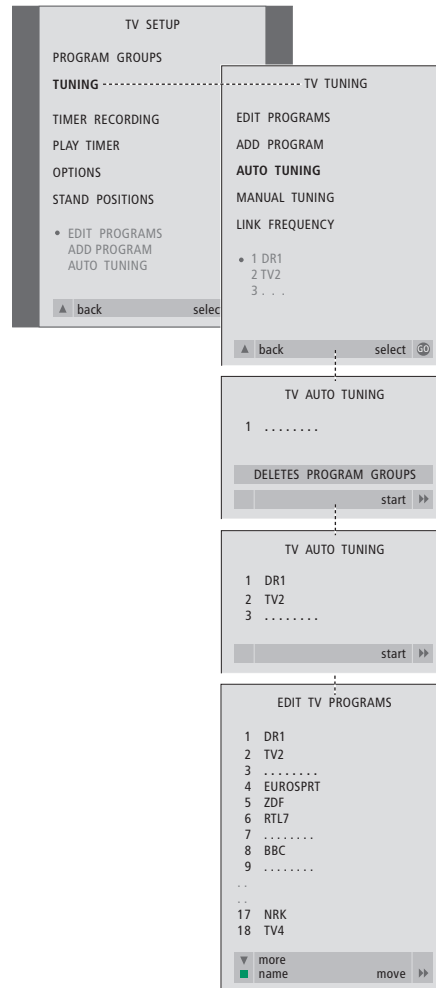 TV SETUP
PROGRAM GROUPS
TUNING
TIMER RECORDING
PLAY TIMER
OPTIONS
STAND POSITIONS
• EDIT PROGRAMS
ADD PROGRAM
AUTO TUNING
▲ back selec
TV TUNING
EDIT PROGRAMS
ADD PROGRAM
AUTO TUNING
MANUAL TUNING
LINK FREQUENCY
• 1 DR1
2 TV2
3 . . .
▲ back select GO
TV AUTO TUNING
1 ........
DELETES PROGRAM GROUPS
start
TV AUTO TUNING
1 DR1
2 TV2
3 ........
start
EDIT TV PROGRAMS
1 DR1
2 TV2
3 ........
4 EUROSPRT
5 ZDF
6 RTL7
7 ........
8 BBC
9 ........
. .
. .
17 NRK
18 TV4
▼ more
name move